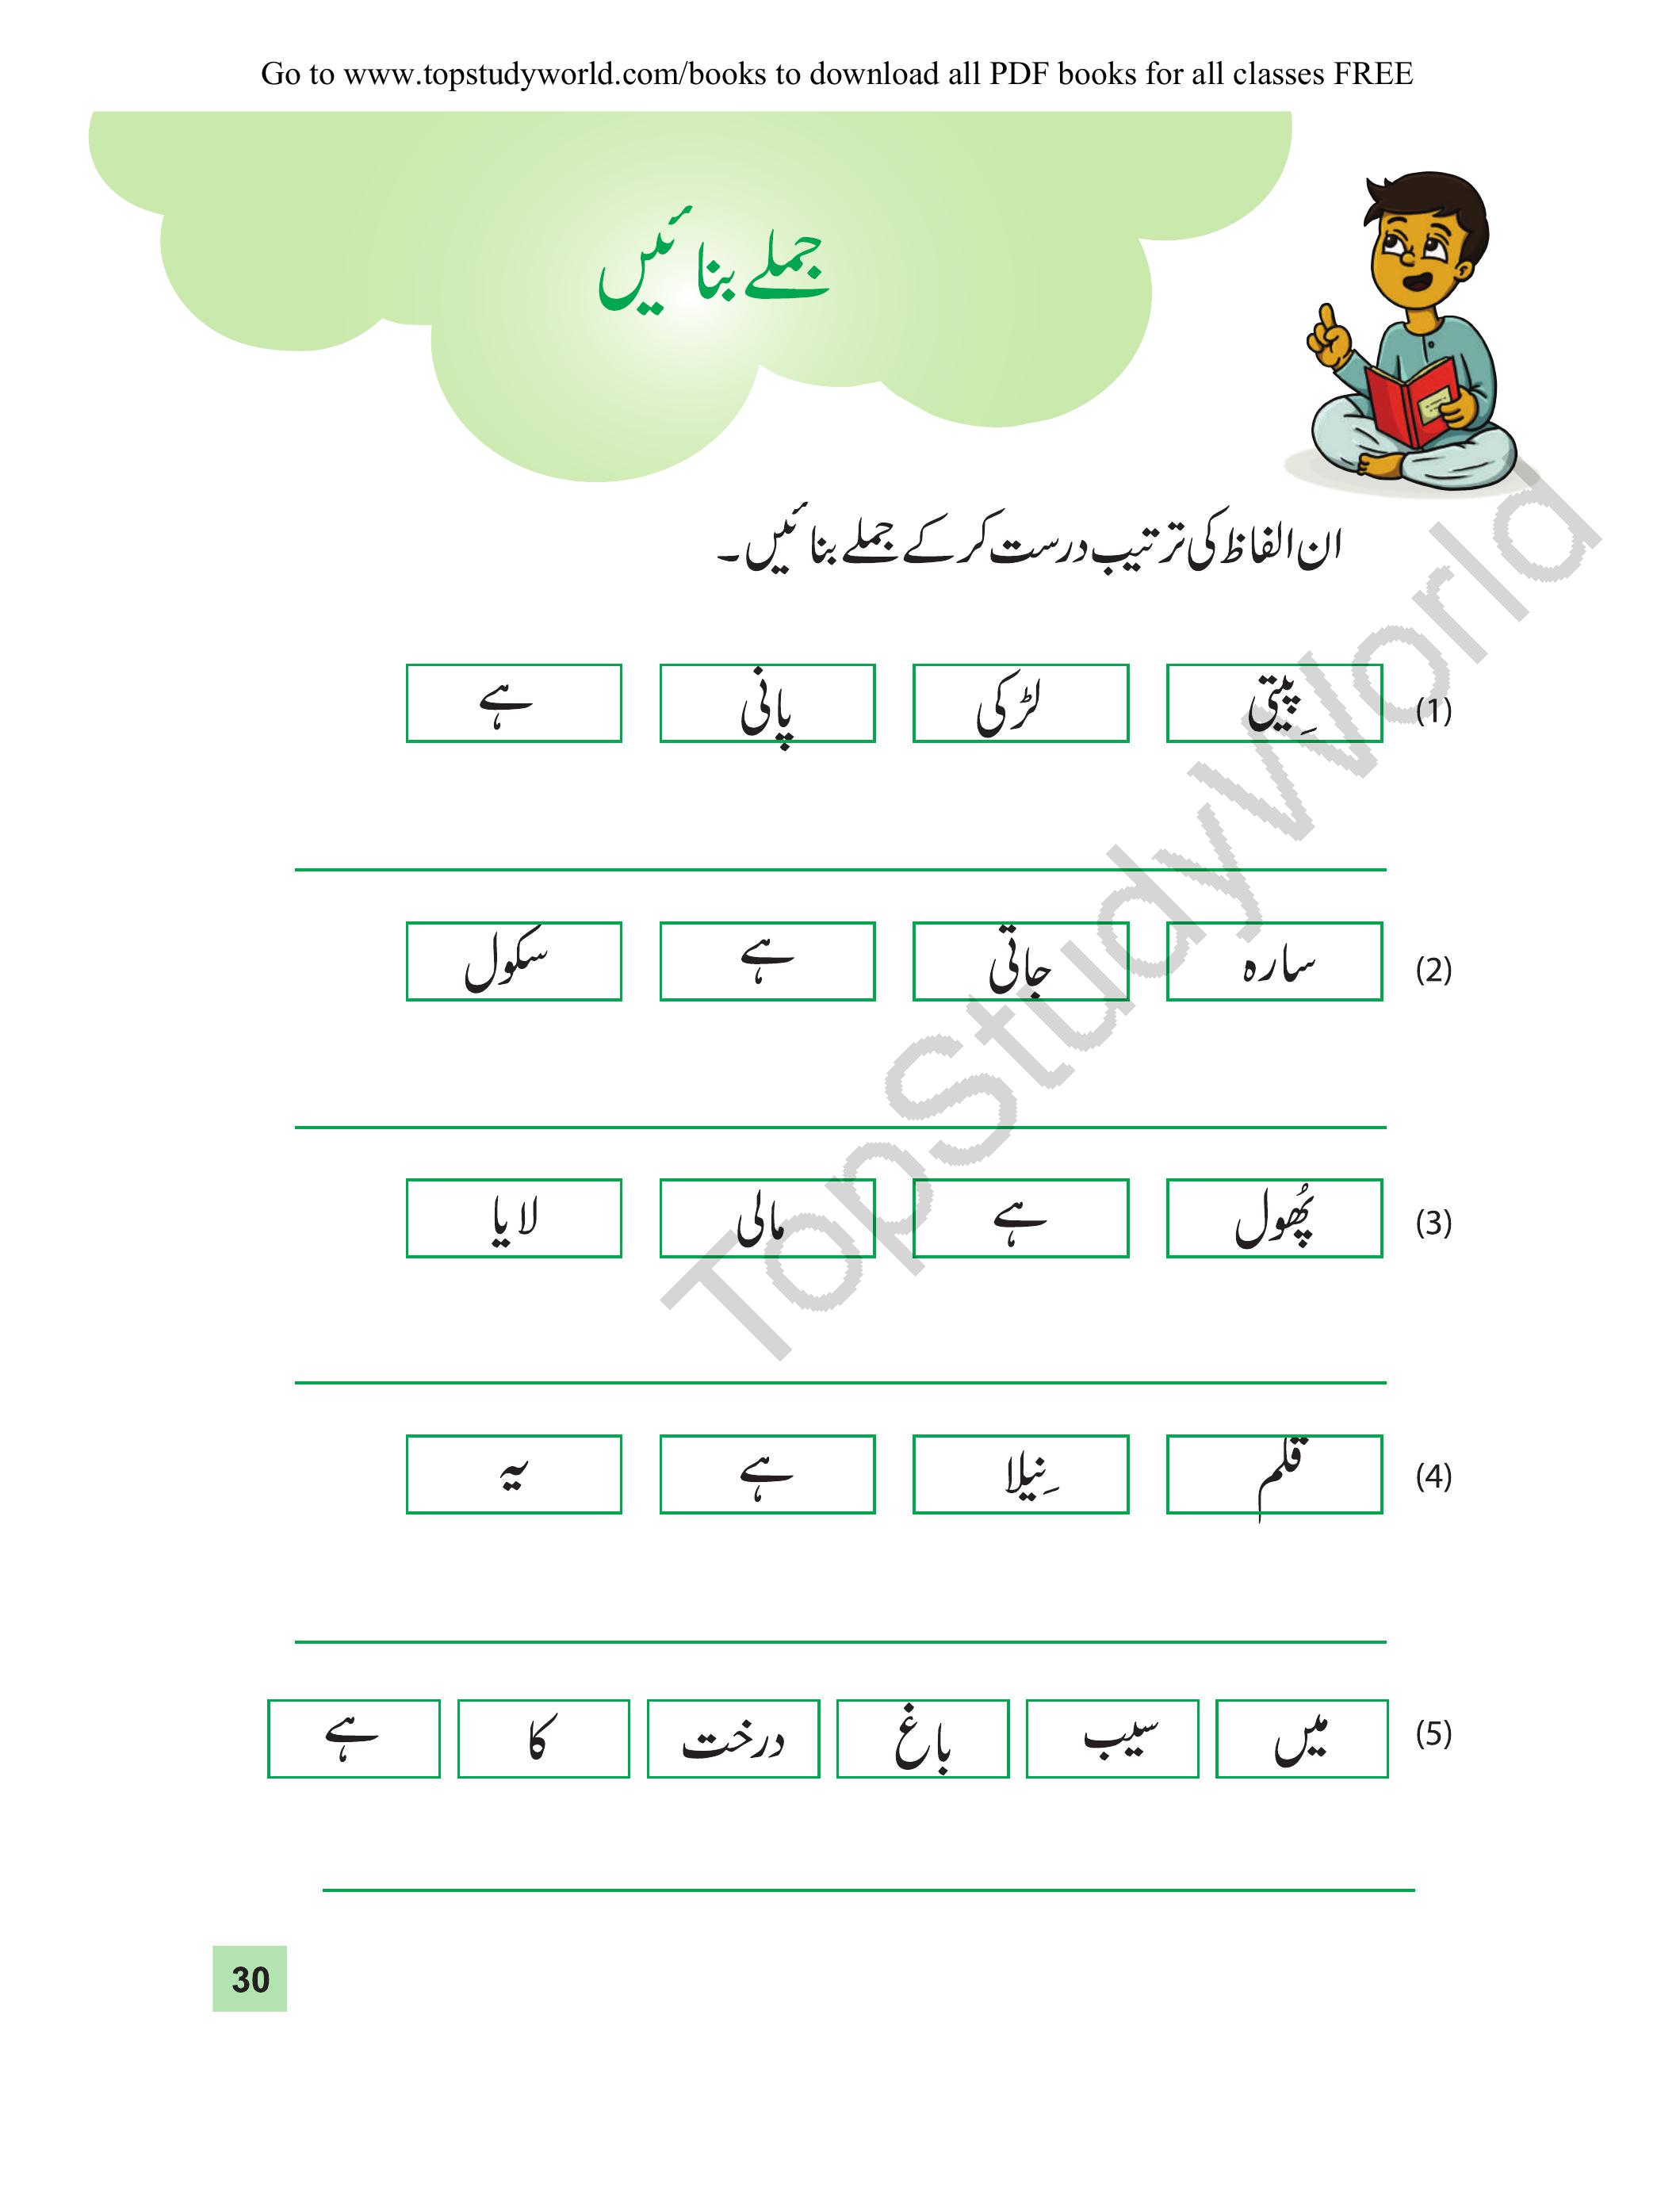 Go to www.topstudyworld.com/books to download all PDF books for all classes FREE
جملے بنائیں
ان الفاظ کی ترتیب درست کر کے جملے بنائیں۔
(1) پِیتی لڑکی پانی ہے
(2) سارہ جاتی ہے سکول
(3) پُھول ہے مالی لایا
(4) قلم نِیلا ہے یہ
(5) میں سیب باغ درخت کا ہے
30
TopStudyWorld